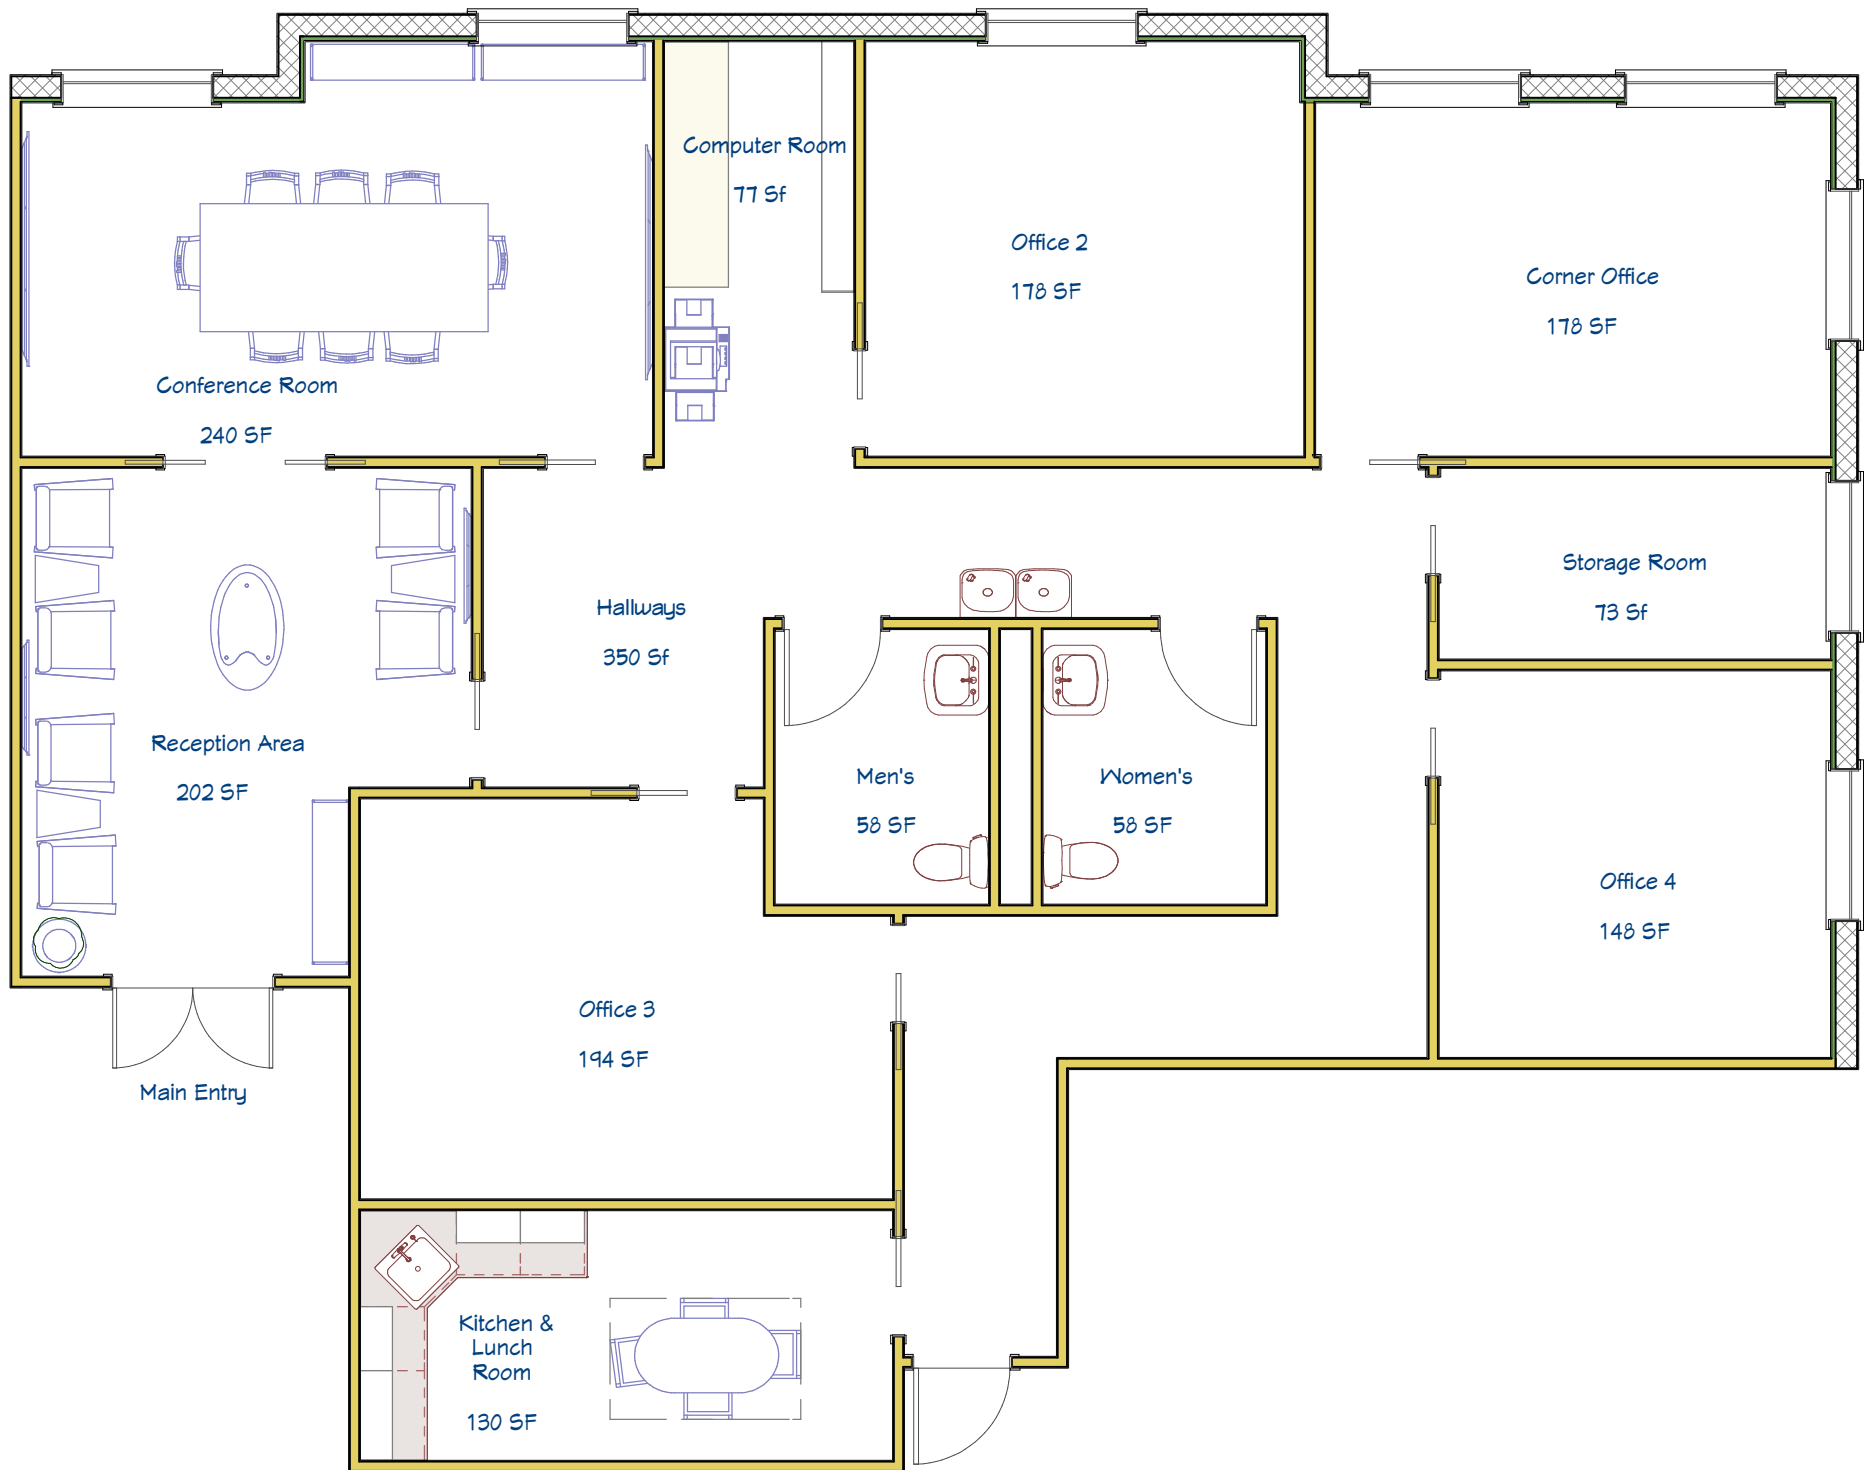 Computer Room
77 Sf
Office 2
178 SF
Corner Office
178 SF
Conference Room
240 SF
Storage Room
73 Sf
Hallways
350 Sf
Reception Area
202 SF
Men's
58 SF
Women's
58 SF
Office 4
148 SF
Office 3
194 SF
Main Entry
Kitchen &
Lunch
Room
130 SF